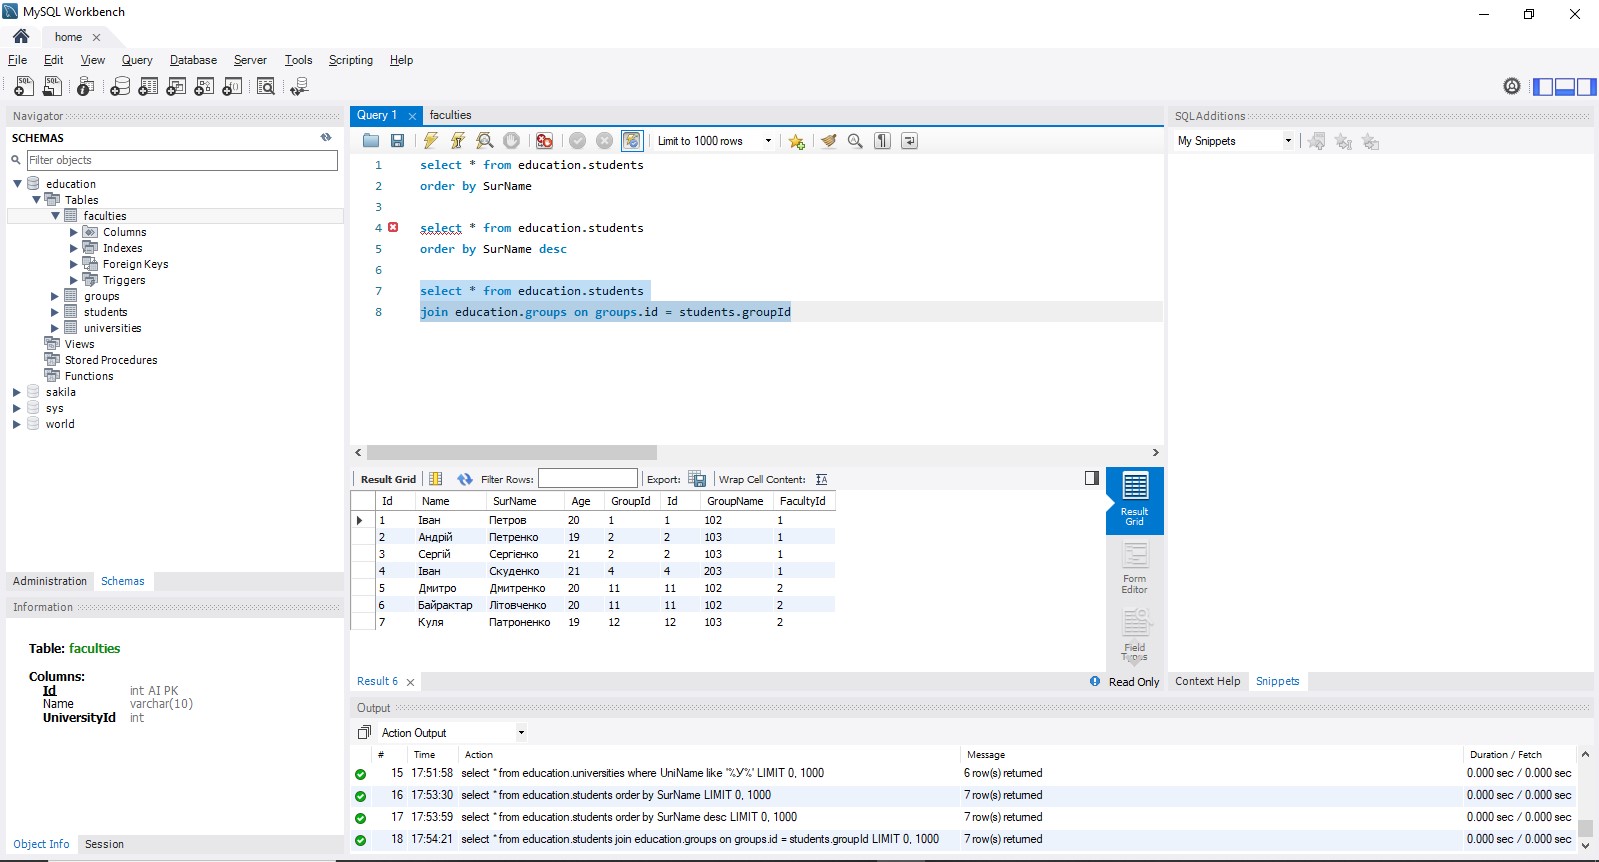 MySQL Workbench
home
File Edit View Query Database Server Tools Scripting Help
Navigator
SCHEMAS
Filter objects
education
Tables
faculties
Columns
Indexes
Foreign Keys
Triggers
groups
students
universities
Views
Stored Procedures
Functions
sakila
sys
world
Administration Schemas
Information
Table: faculties
Columns:
Id int AI PK
Name varchar(10)
UniversityId int
Object Info Session
Query 1 faculties
Limit to 1000 rows
1 select * from education.students
2 order by SurName
3
4 select * from education.students
5 order by SurName desc
6
7 select * from education.students
8 join education.groups on groups.id = students.groupId
Result Grid Filter Rows: Export: Wrap Cell Content:
Id Name SurName Age GroupId Id GroupName FacultyId
1 Іван Петров 20 1 1 102 1
2 Андрій Петренко 19 2 2 103 1
3 Сергій Сергієнко 21 2 2 103 1
4 Іван Скуденко 21 4 4 203 1
5 Дмитро Дмитренко 20 11 11 102 2
6 Байрактар Літовченко 20 11 11 102 2
7 Куля Патроненко 19 12 12 103 2
Result Grid
Form Editor
Field Types
Result 6 Read Only
Output
Action Output
# Time Action Message Duration / Fetch
15 17:51:58 select * from education.universities where UniName like '%У%' LIMIT 0, 1000 6 row(s) returned 0.000 sec / 0.000 sec
16 17:53:30 select * from education.students order by SurName LIMIT 0, 1000 7 row(s) returned 0.000 sec / 0.000 sec
17 17:53:59 select * from education.students order by SurName desc LIMIT 0, 1000 7 row(s) returned 0.000 sec / 0.000 sec
18 17:54:21 select * from education.students join education.groups on groups.id = students.groupId LIMIT 0, 1000 7 row(s) returned 0.000 sec / 0.000 sec
SQLAdditions
My Snippets
Context Help Snippets